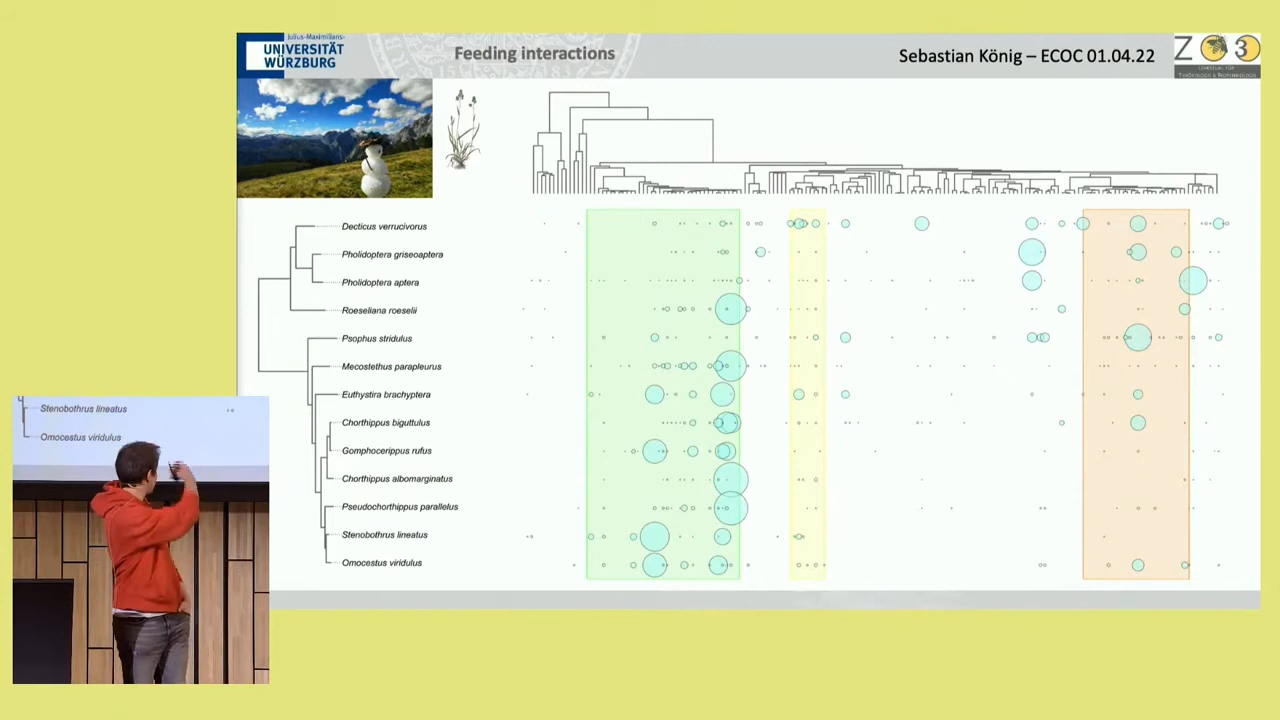 Julius-Maximilians-
UNIVERSITÄT
WÜRZBURG
Feeding interactions
Sebastian König – ECOC 01.04.22
Z 3
Decticus verrucivorus
Pholidoptera griseoaptera
Pholidoptera aptera
Roeseliana roeselii
Psophus stridulus
Mecostethus parapleurus
Euthystira brachyptera
Chorthippus biguttulus
Gomphocerippus rufus
Chorthippus albomarginatus
Pseudochorthippus parallelus
Stenobothrus lineatus
Omocestus viridulus
Stenobothrus lineatus
Omocestus viridulus